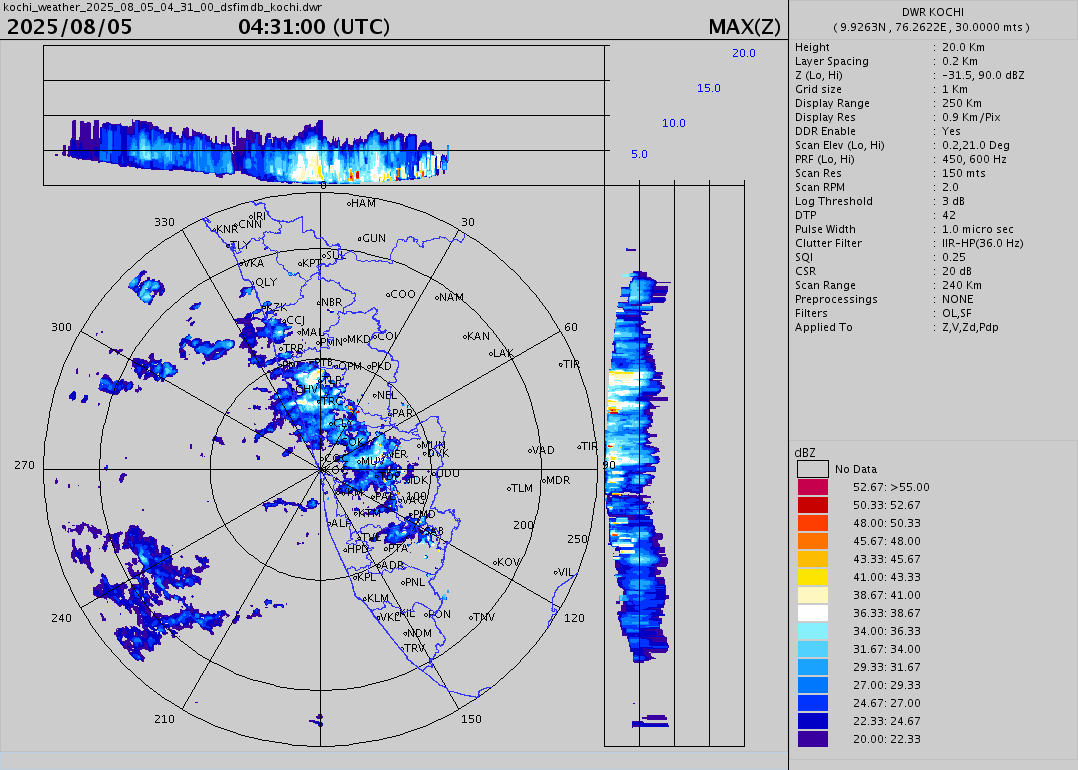 kochi_weather_2025_08_05_04_31_00_dsfimdb_kochi.dwr
2025/08/05 04:31:00 (UTC) MAX(Z)
20.0
15.0
10.0
5.0
0
330
30
300
60
270
90
240
120
210
150
100
200
250
HAM
IRI
CNN
KNR
TLY
GUN
SUL
VKA
KPT
QLY
COO
NAM
NBR
KZK
CCJ
MAL
PMN
MKD
COI
KAN
TRR
LAK
PTB
OPM
PKD
TIR
TLP
CHV
TRC
NEL
PAR
CLK
MUN
DVK
VAD
TIR
NER
MUV
UDU
IDK
MDR
TLM
VAG
KTM
PMD
ALP
TVL
HPD
PTA
ADR
KOV
VIL
KPL
PNL
KLM
KIL
PON
VKL
TNV
NDM
TRV
DWR KOCHI
( 9.9263N , 76.2622E , 30.0000 mts )
Height : 20.0 Km
Layer Spacing : 0.2 Km
Z (Lo, Hi) : -31.5, 90.0 dBZ
Grid size : 1 Km
Display Range : 250 Km
Display Res : 0.9 Km/Pix
DDR Enable : Yes
Scan Elev (Lo, Hi) : 0.2,21.0 Deg
PRF (Lo, Hi) : 450, 600 Hz
Scan Res : 150 mts
Scan RPM : 2.0
Log Threshold : 3 dB
DTP : 42
Pulse Width : 1.0 micro sec
Clutter Filter : IIR-HP(36.0 Hz)
SQI : 0.25
CSR : 20 dB
Scan Range : 240 Km
Preprocessings : NONE
Filters : OL,SF
Applied To : Z,V,Zd,Pdp
dBZ
No Data
52.67: >55.00
50.33: 52.67
48.00: 50.33
45.67: 48.00
43.33: 45.67
41.00: 43.33
38.67: 41.00
36.33: 38.67
34.00: 36.33
31.67: 34.00
29.33: 31.67
27.00: 29.33
24.67: 27.00
22.33: 24.67
20.00: 22.33